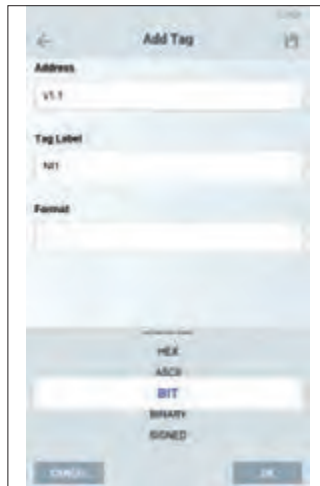 Add Tag
Address
V1.1
Tag Label
Format
HEX
ASCII
BIT
BINARY
SIGNED
CANCEL
OK